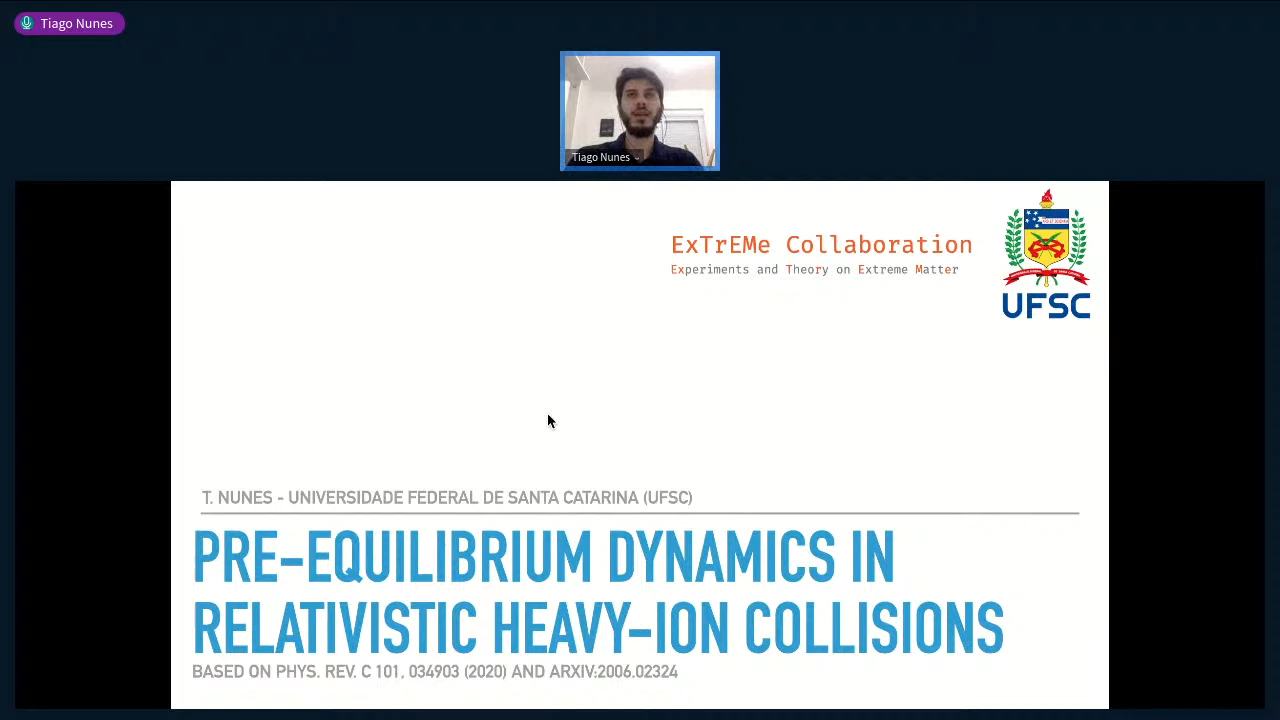 Tiago Nunes
Tiago Nunes
ExTrEMe Collaboration
Experiments and Theory on Extreme Matter
UFSC
T. NUNES - UNIVERSIDADE FEDERAL DE SANTA CATARINA (UFSC)
PRE-EQUILIBRIUM DYNAMICS IN
RELATIVISTIC HEAVY-ION COLLISIONS
BASED ON PHYS. REV. C 101, 034903 (2020) AND ARXIV:2006.02324